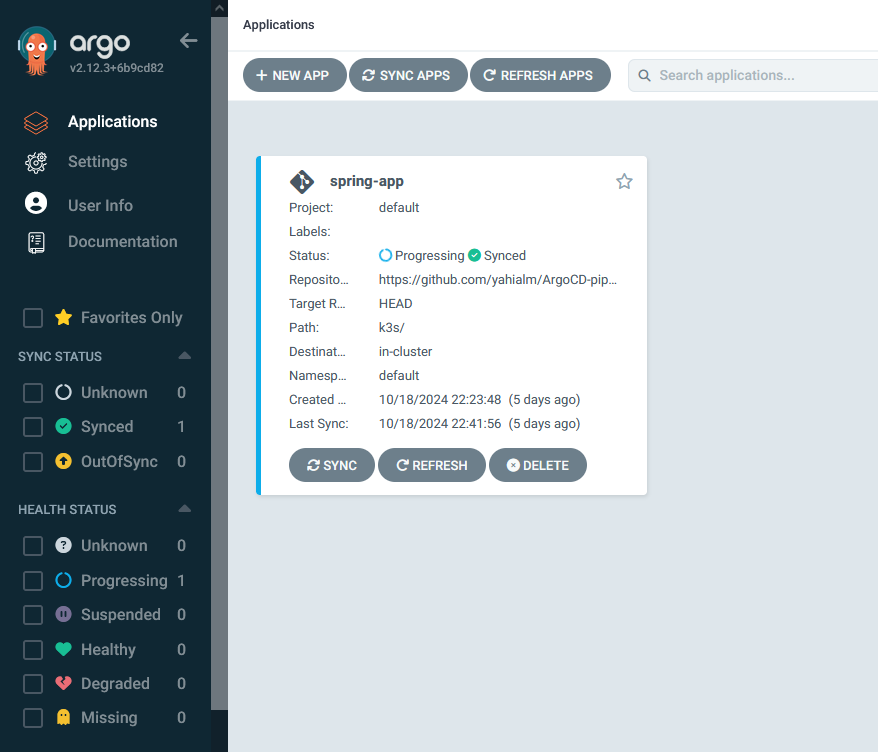 argo
v2.12.3+6b9cd82
Applications
Settings
User Info
Documentation
Favorites Only
SYNC STATUS
Unknown 0
Synced 1
OutOfSync 0
HEALTH STATUS
Unknown 0
Progressing 1
Suspended 0
Healthy 0
Degraded 0
Missing 0
Applications
NEW APP SYNC APPS REFRESH APPS Search applications...
spring-app
Project: default
Labels:
Status: Progressing Synced
Reposito... https://github.com/yahialm/ArgoCD-pip...
Target R... HEAD
Path: k3s/
Destinat... in-cluster
Namesp... default
Created ... 10/18/2024 22:23:48 (5 days ago)
Last Sync: 10/18/2024 22:41:56 (5 days ago)
SYNC REFRESH DELETE